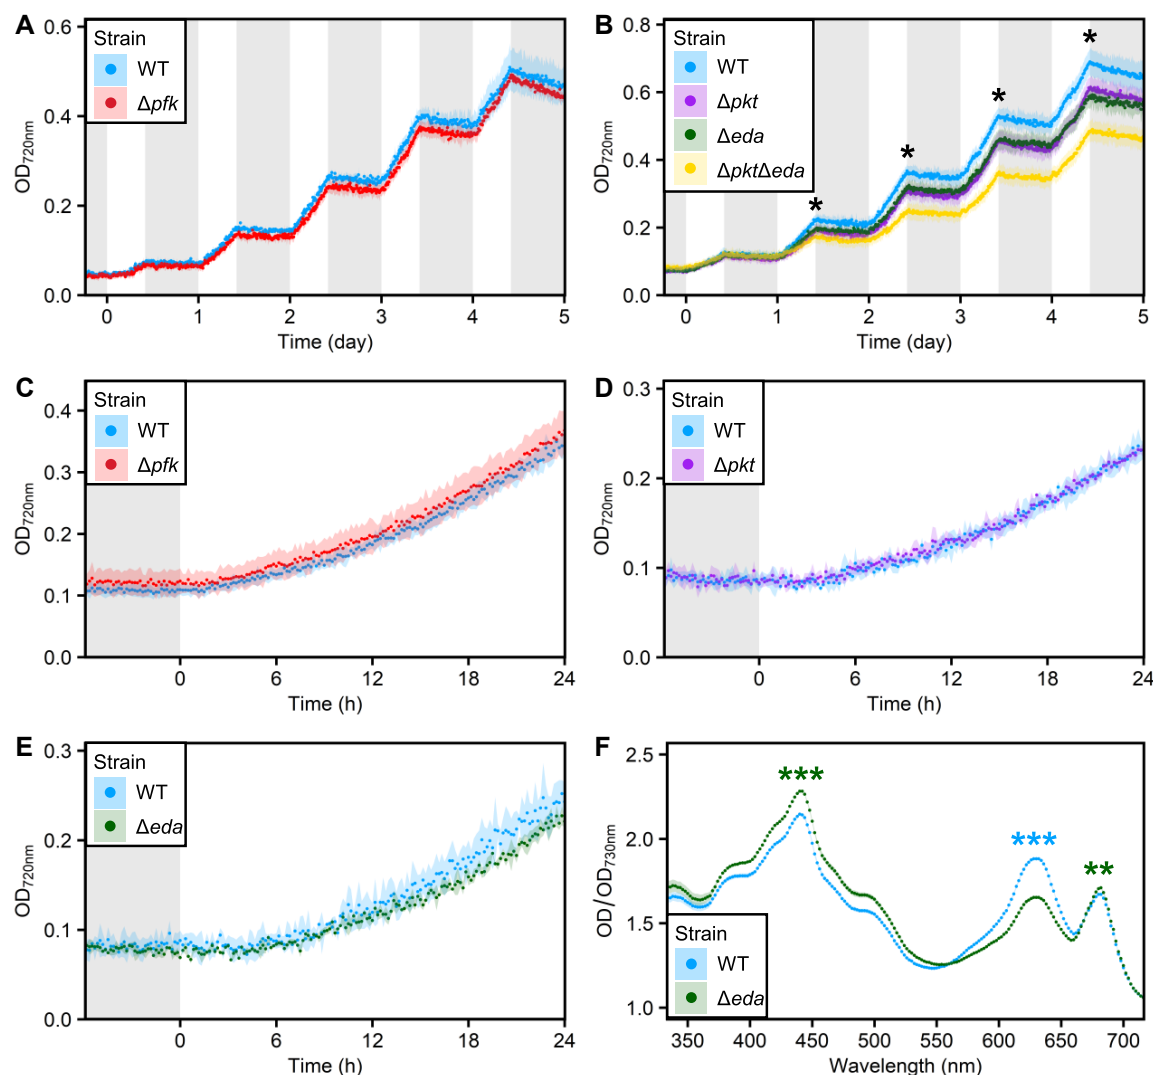 A
Strain
WT
Δpfk
OD720nm
0.6
0.4
0.2
0.0
0 1 2 3 4 5
Time (day)
B
Strain
WT
Δpkt
Δeda
ΔpktΔeda
OD720nm
0.8
0.6
0.4
0.2
0.0
* * * *
0 1 2 3 4 5
Time (day)
C
Strain
WT
Δpfk
OD720nm
0.4
0.3
0.2
0.1
0.0
0 6 12 18 24
Time (h)
D
Strain
WT
Δpkt
OD720nm
0.3
0.2
0.1
0.0
0 6 12 18 24
Time (h)
E
Strain
WT
Δeda
OD720nm
0.3
0.2
0.1
0.0
0 6 12 18 24
Time (h)
F
*** *** **
Strain
WT
Δeda
OD/OD730nm
2.5
2.0
1.5
1.0
350 400 450 500 550 600 650 700
Wavelength (nm)